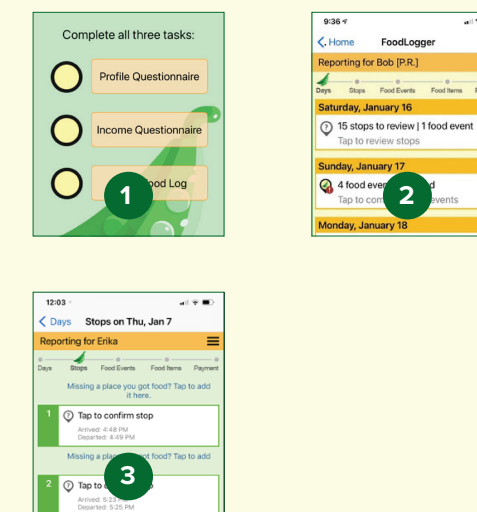 Complete all three tasks:
Profile Questionnaire
Income Questionnaire
ood Log
1
9:36
Home FoodLogger
Reporting for Bob [P.R.]
Days Stops Food Events Food Items
Saturday, January 16
15 stops to review | 1 food event
Tap to review stops
Sunday, January 17
4 food even d
Tap to com events
2
Monday, January 18
12:03
Days Stops on Thu, Jan 7
Reporting for Erika
Days Stops Food Events Food Items Payment
Missing a place you got food? Tap to add
it here.
1 Tap to confirm stop
Arrived: 4:48 PM
Departed: 4:49 PM
Missing a pla ot food? Tap to add
3
2 Tap to
Arrived: 5:23
Departed: 5:25 PM